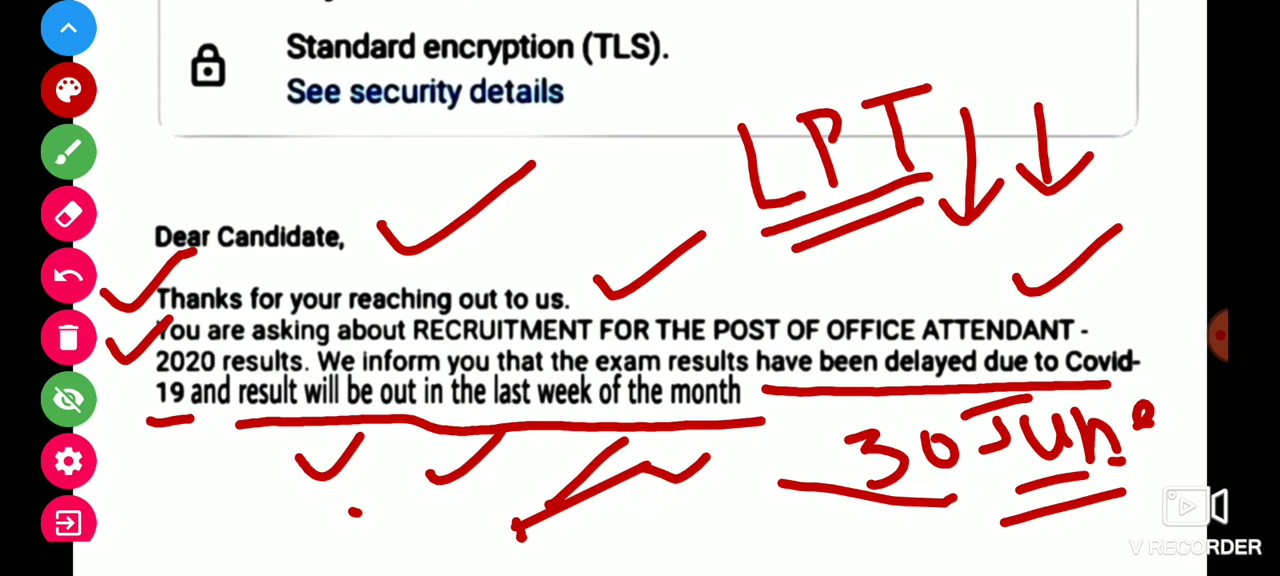 Standard encryption (TLS).
See security details
LPT
Dear Candidate,
Thanks for your reaching out to us.
You are asking about RECRUITMENT FOR THE POST OF OFFICE ATTENDANT -
2020 results. We inform you that the exam results have been delayed due to Covid-
19 and result will be out in the last week of the month
30 Jun
V RECORDER